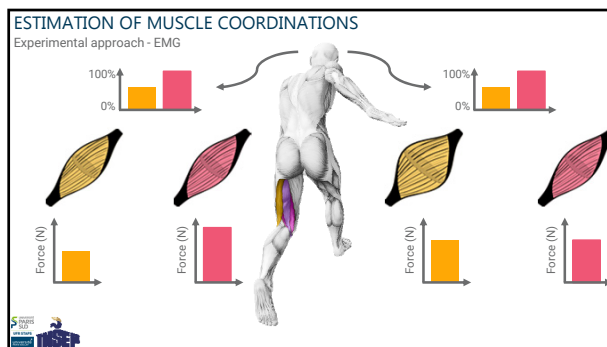 ESTIMATION OF MUSCLE COORDINATIONS
Experimental approach - EMG
100%
0%
100%
0%
Force (N)
Force (N)
Force (N)
Force (N)
PARIS
SUD
INSEP